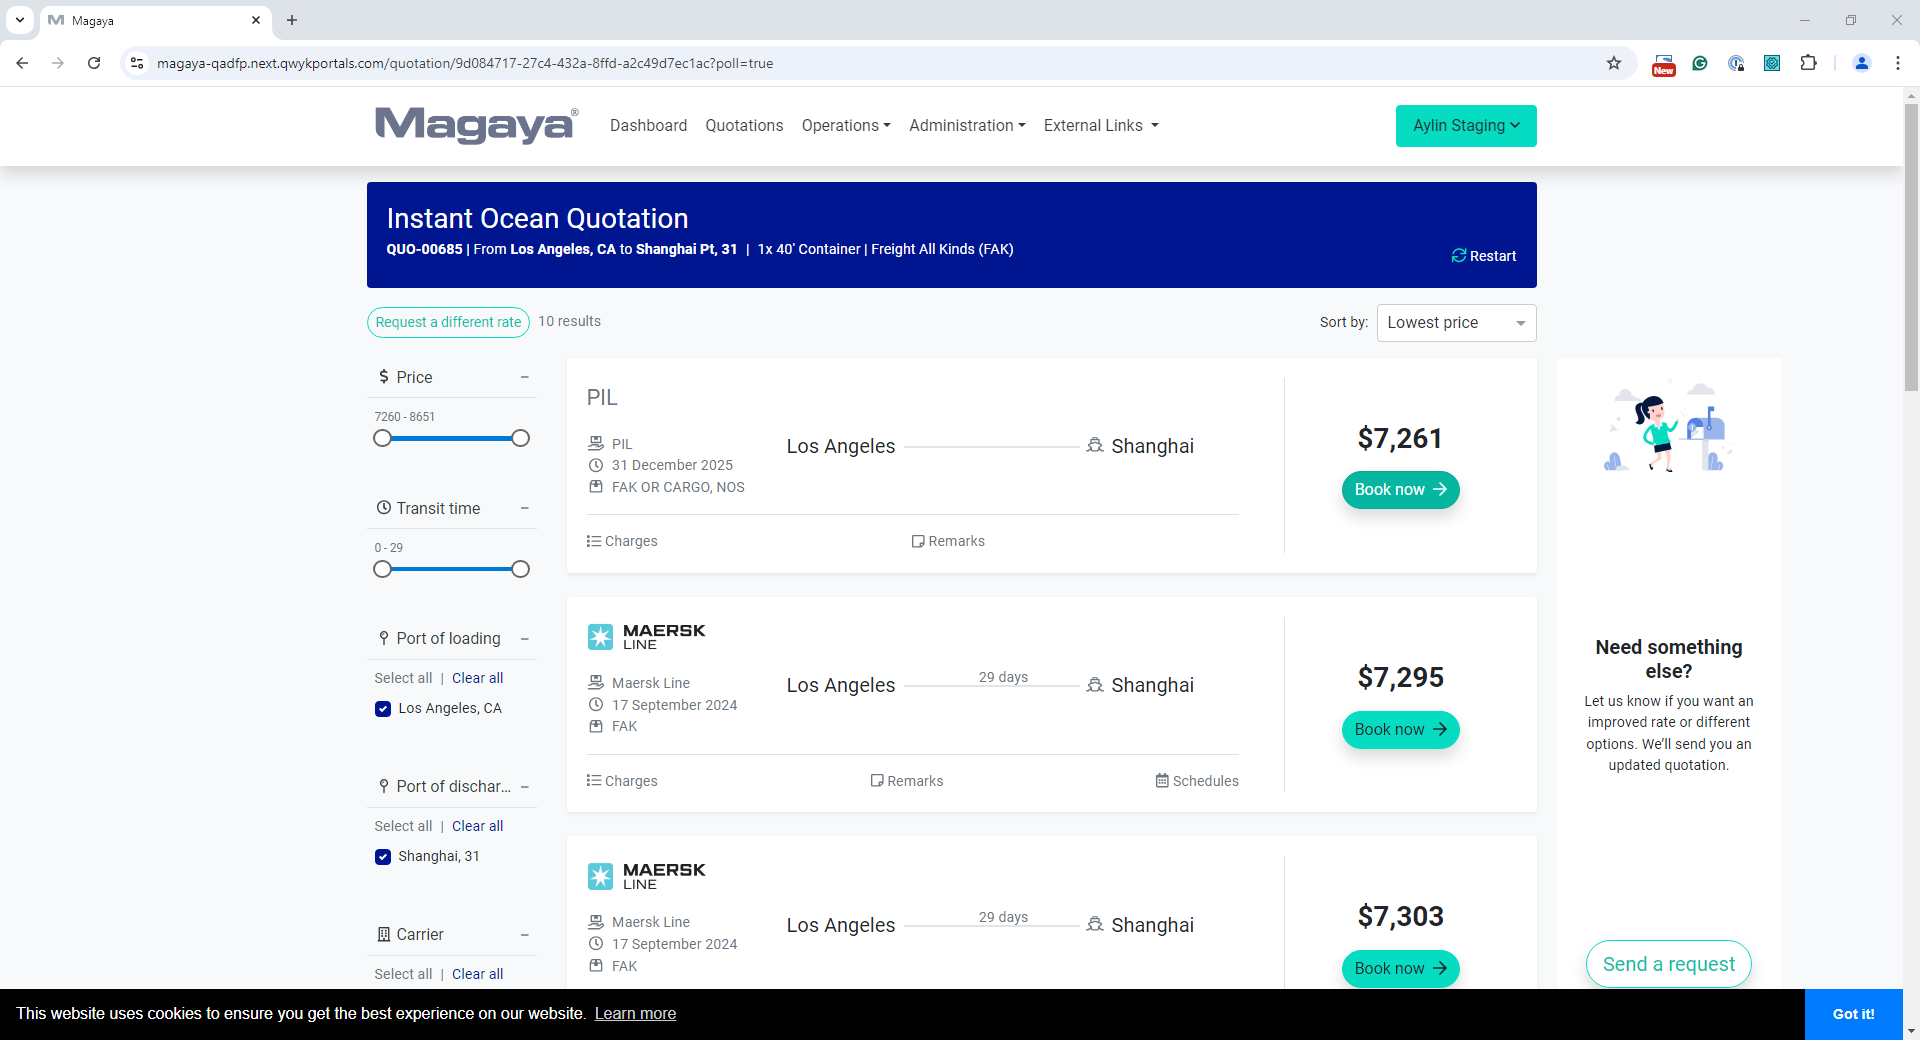 Magaya
magaya-qadfp.next.qwykportals.com/quotation/9d084717-27c4-432a-8ffd-a2c49d7ec1ac?poll=true
New
Magaya®
Dashboard
Quotations
Operations
Administration
External Links
Aylin Staging
Instant Ocean Quotation
QUO-00685 | From Los Angeles, CA to Shanghai Pt, 31 | 1x 40' Container | Freight All Kinds (FAK)
Restart
Request a different rate
10 results
Sort by:
Lowest price
Price
7260 - 8651
Transit time
0 - 29
Port of loading
Select all | Clear all
Los Angeles, CA
Port of dischar...
Select all | Clear all
Shanghai, 31
Carrier
Select all | Clear all
PIL
PIL
31 December 2025
FAK OR CARGO, NOS
Los Angeles
Shanghai
Charges
Remarks
$7,261
Book now
MAERSK
LINE
Maersk Line
17 September 2024
FAK
Los Angeles
29 days
Shanghai
Charges
Remarks
Schedules
$7,295
Book now
MAERSK
LINE
Maersk Line
17 September 2024
FAK
Los Angeles
29 days
Shanghai
$7,303
Book now
Need something
else?
Let us know if you want an
improved rate or different
options. We'll send you an
updated quotation.
Send a request
This website uses cookies to ensure you get the best experience on our website. Learn more
Got it!